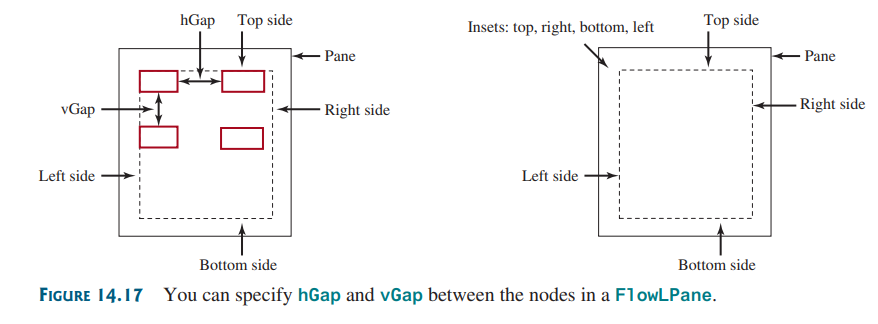 hGap Top side
Pane
vGap
Right side
Left side
Bottom side
Insets: top, right, bottom, left
Top side
Pane
Right side
Left side
Bottom side
FIGURE 14.17 You can specify hGap and vGap between the nodes in a FlowLPane.